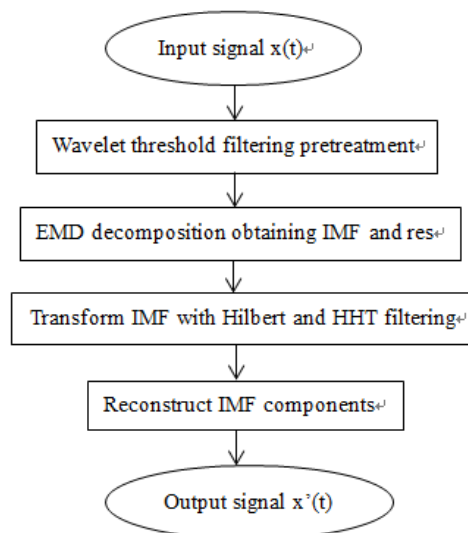 Input signal x(t)↵
Wavelet threshold filtering pretreatment↵
EMD decomposition obtaining IMF and res↵
Transform IMF with Hilbert and HHT filtering
Reconstruct IMF components↵
Output signal x’(t)